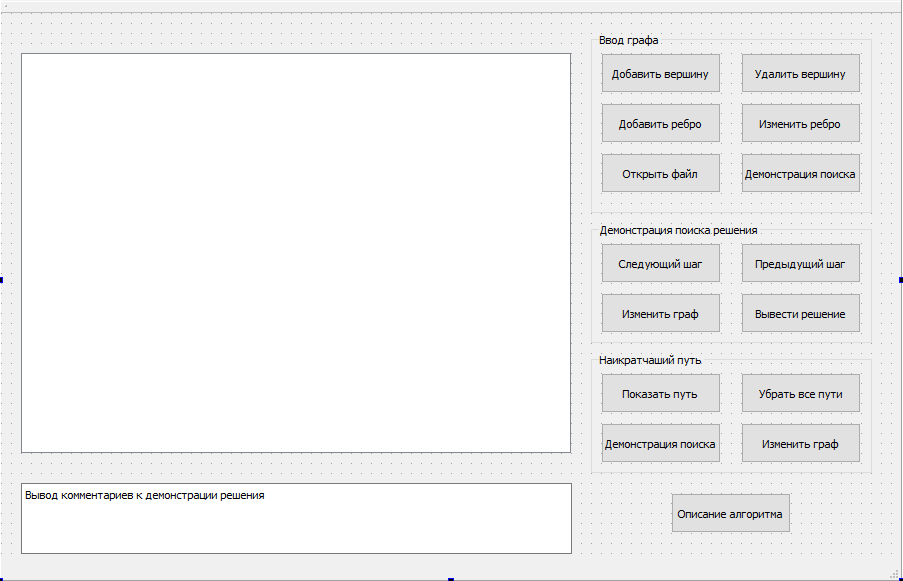 Ввод графа
Добавить вершину
Удалить вершину
Добавить ребро
Изменить ребро
Открыть файл
Демонстрация поиска
Демонстрация поиска решения
Следующий шаг
Предыдущий шаг
Изменить граф
Вывести решение
Наикратчаший путь
Показать путь
Убрать все пути
Демонстрация поиска
Изменить граф
Вывод комментариев к демонстрации решения
Описание алгоритма